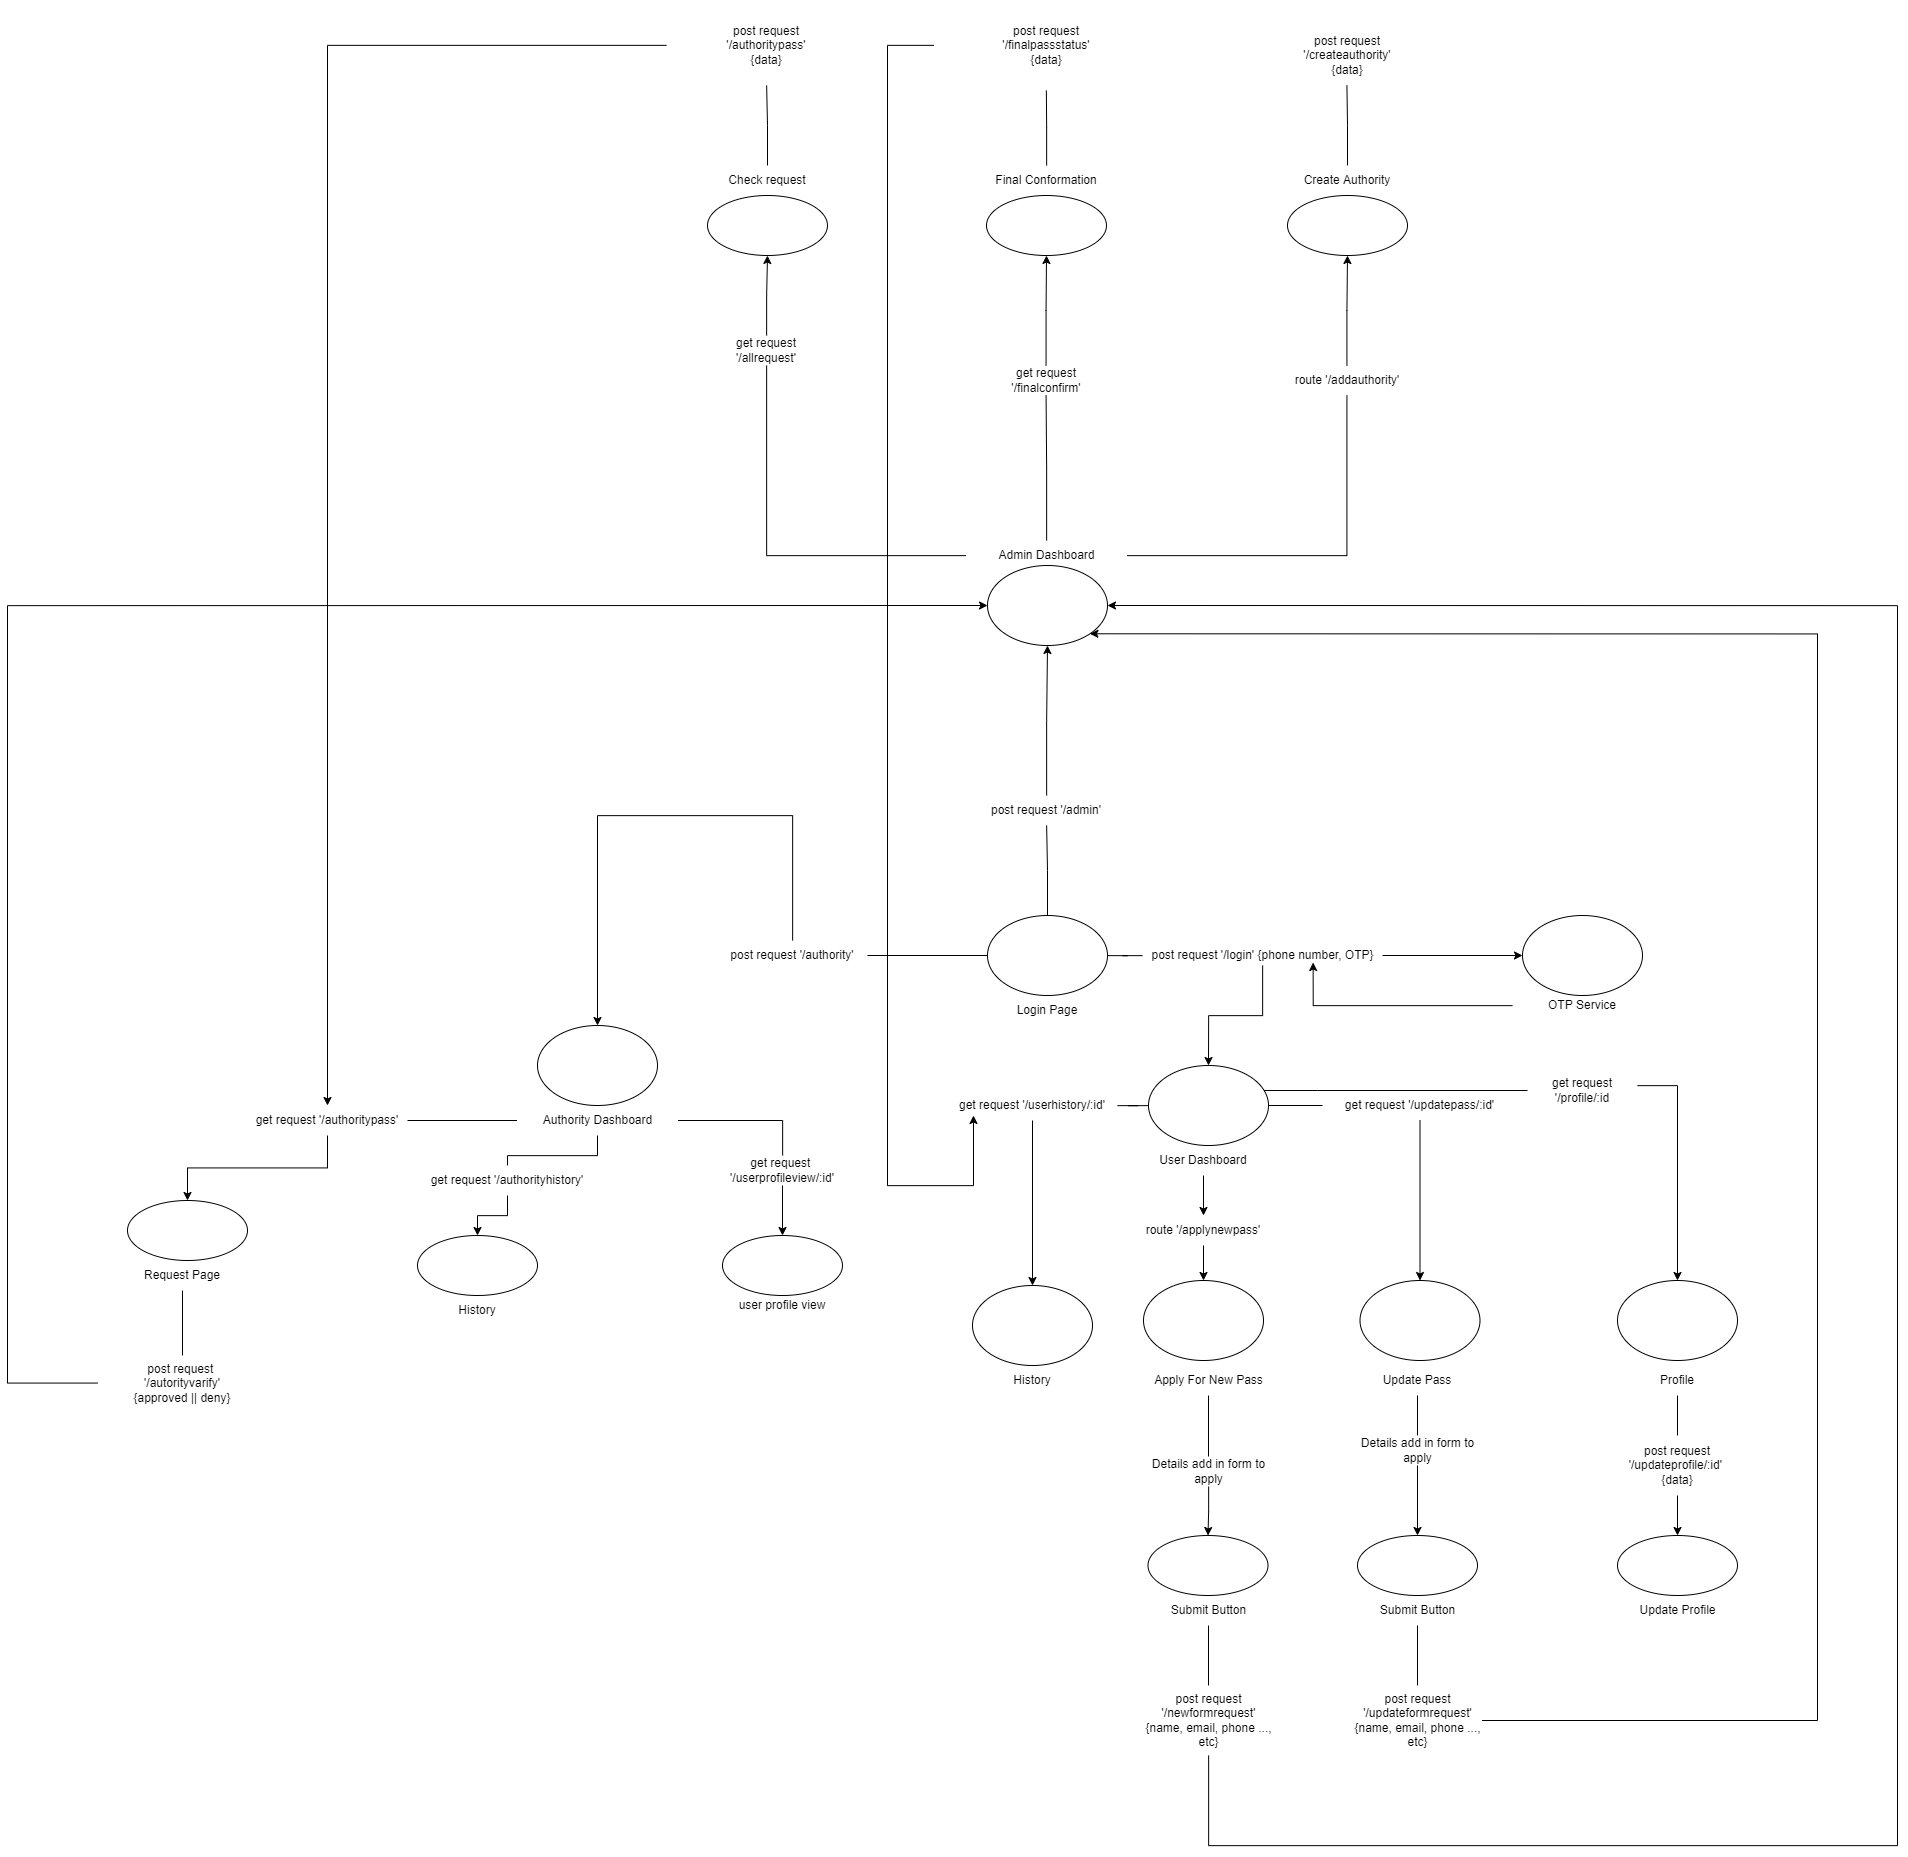 post request
'/authoritypass'
{data}
post request
'/finalpassstatus'
{data}
post request
'/createauthority'
{data}
Check request
Final Conformation
Create Authority
get request
'/allrequest'
get request
'/finalconfirm'
route '/addauthority'
Admin Dashboard
post request '/admin'
post request '/authority'
post request '/login' {phone number, OTP}
Login Page
OTP Service
get request '/authoritypass'
Authority Dashboard
get request '/userhistory/:id'
get request '/updatepass/:id'
get request
'/profile/:id
User Dashboard
get request '/authorityhistory'
get request
'/userprofileview/:id'
route '/applynewpass'
Request Page
History
user profile view
post request
'/autorityvarify'
{approved || deny}
History
Apply For New Pass
Update Pass
Profile
Details add in form to
apply
Details add in form to
apply
post request
'/updateprofile/:id'
{data}
Submit Button
Submit Button
Update Profile
post request
'/newformrequest'
{name, email, phone ...,
etc}
post request
'/updateformrequest'
{name, email, phone ...,
etc}